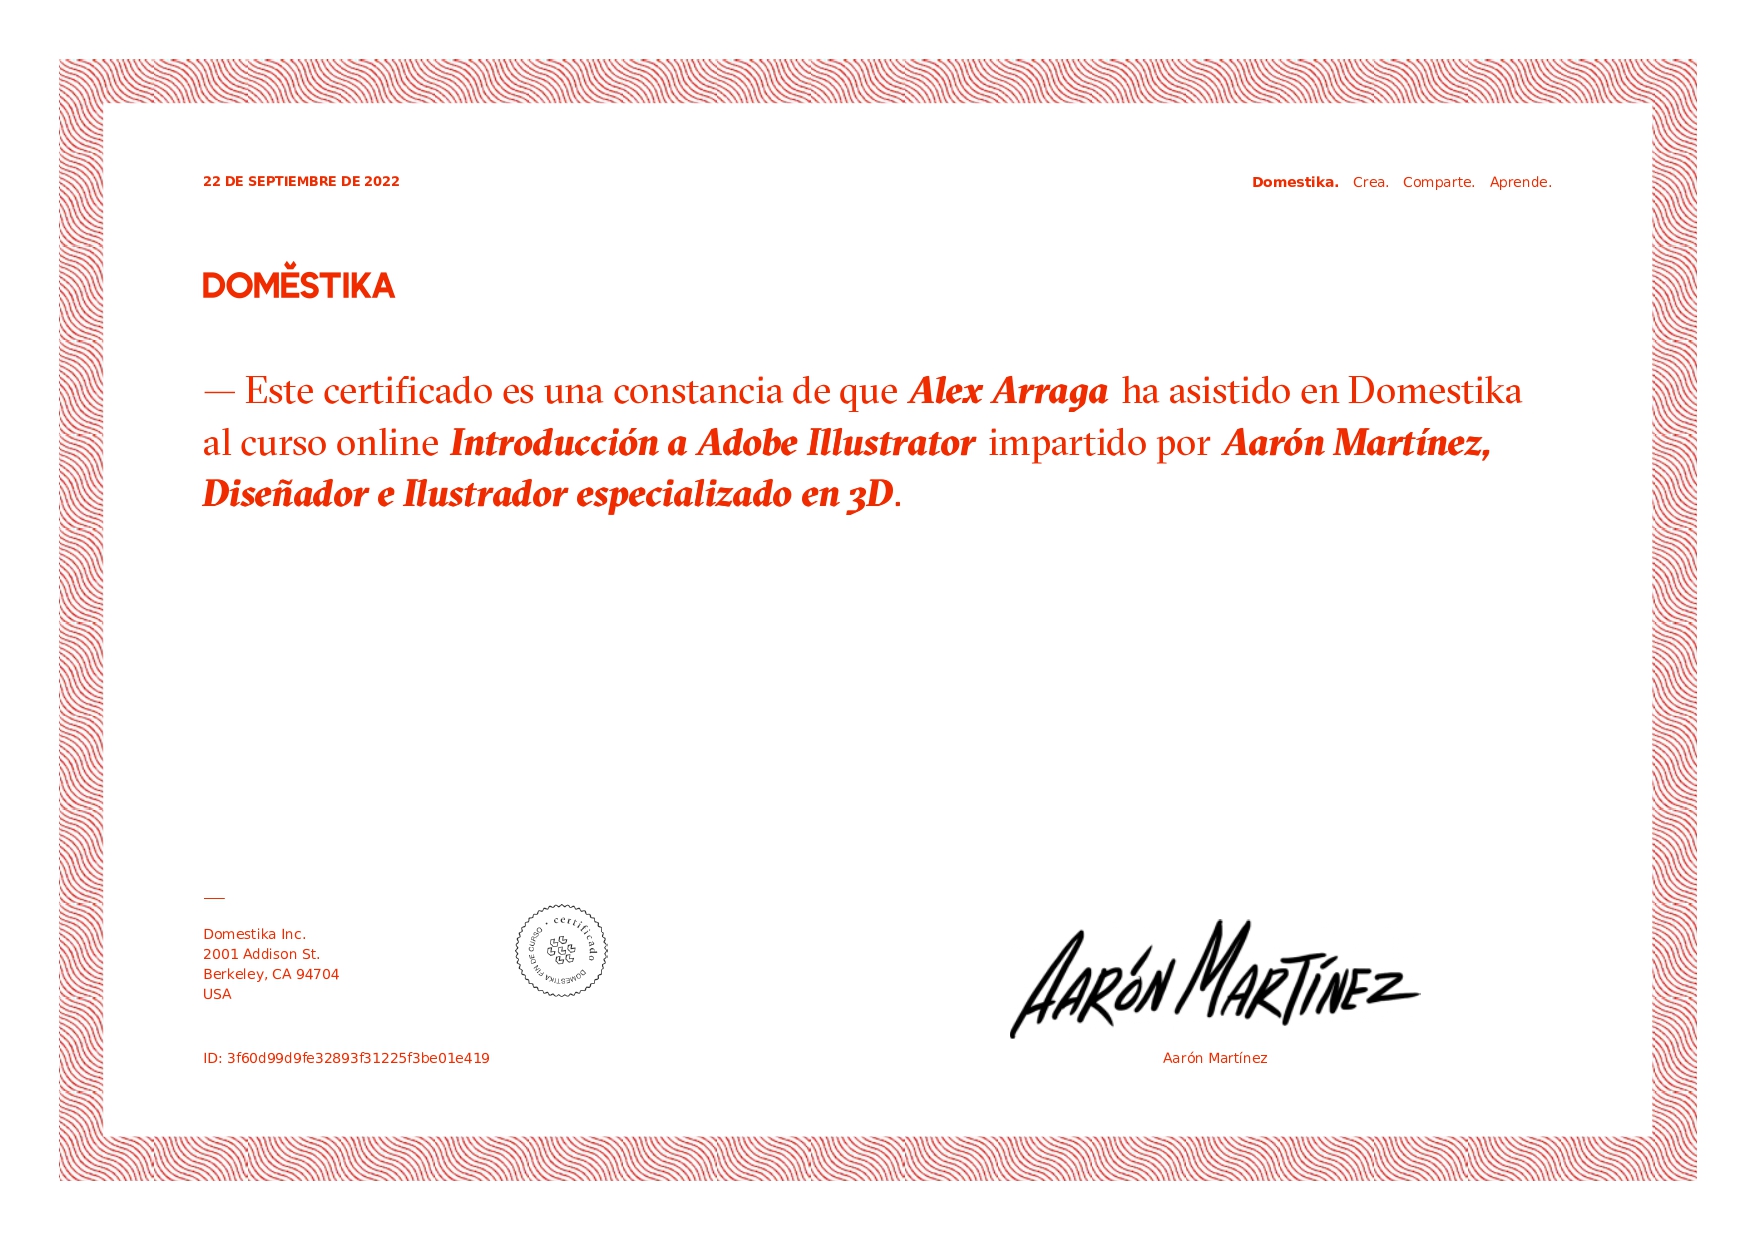 22 DE SEPTIEMBRE DE 2022
Domestika. Crea. Comparte. Aprende.
DOMĔSTIKA
— Este certificado es una constancia de que Alex Arraga ha asistido en Domestika
al curso online Introducción a Adobe Illustrator impartido por Aarón Martínez,
Diseñador e Ilustrador especializado en 3D.
—
Domestika Inc.
2001 Addison St.
Berkeley, CA 94704
USA
• certificado
DOMESTIKA FIN DE CURSO
AARÓN MARTÍNEZ
ID: 3f60d99d9fe32893f31225f3be01e419
Aarón Martínez